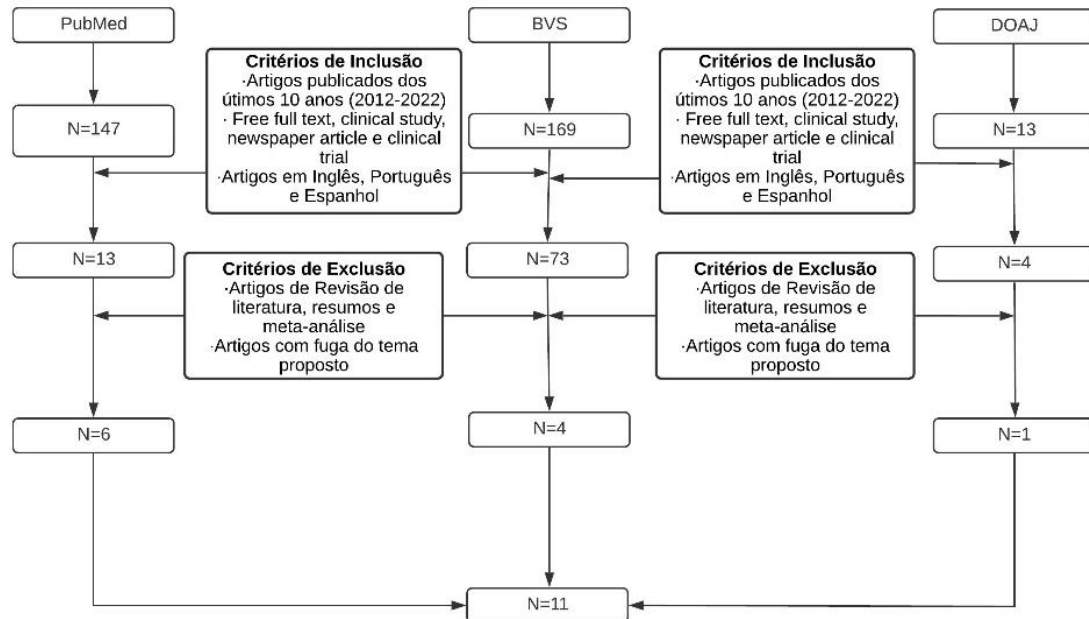 PubMed
BVS
DOAJ
Critérios de Inclusão
·Artigos publicados dos
útimos 10 anos (2012-2022)
· Free full text, clinical study,
newspaper article e clinical
trial
·Artigos em Inglês, Português
e Espanhol
Critérios de Inclusão
·Artigos publicados dos
útimos 10 anos (2012-2022)
· Free full text, clinical study,
newspaper article e clinical
trial
·Artigos em Inglês, Português
e Espanhol
N=147
N=169
N=13
N=13
N=73
N=4
Critérios de Exclusão
·Artigos de Revisão de
literatura, resumos e
meta-análise
·Artigos com fuga do tema
proposto
Critérios de Exclusão
·Artigos de Revisão de
literatura, resumos e
meta-análise
·Artigos com fuga do tema
proposto
N=6
N=4
N=1
N=11